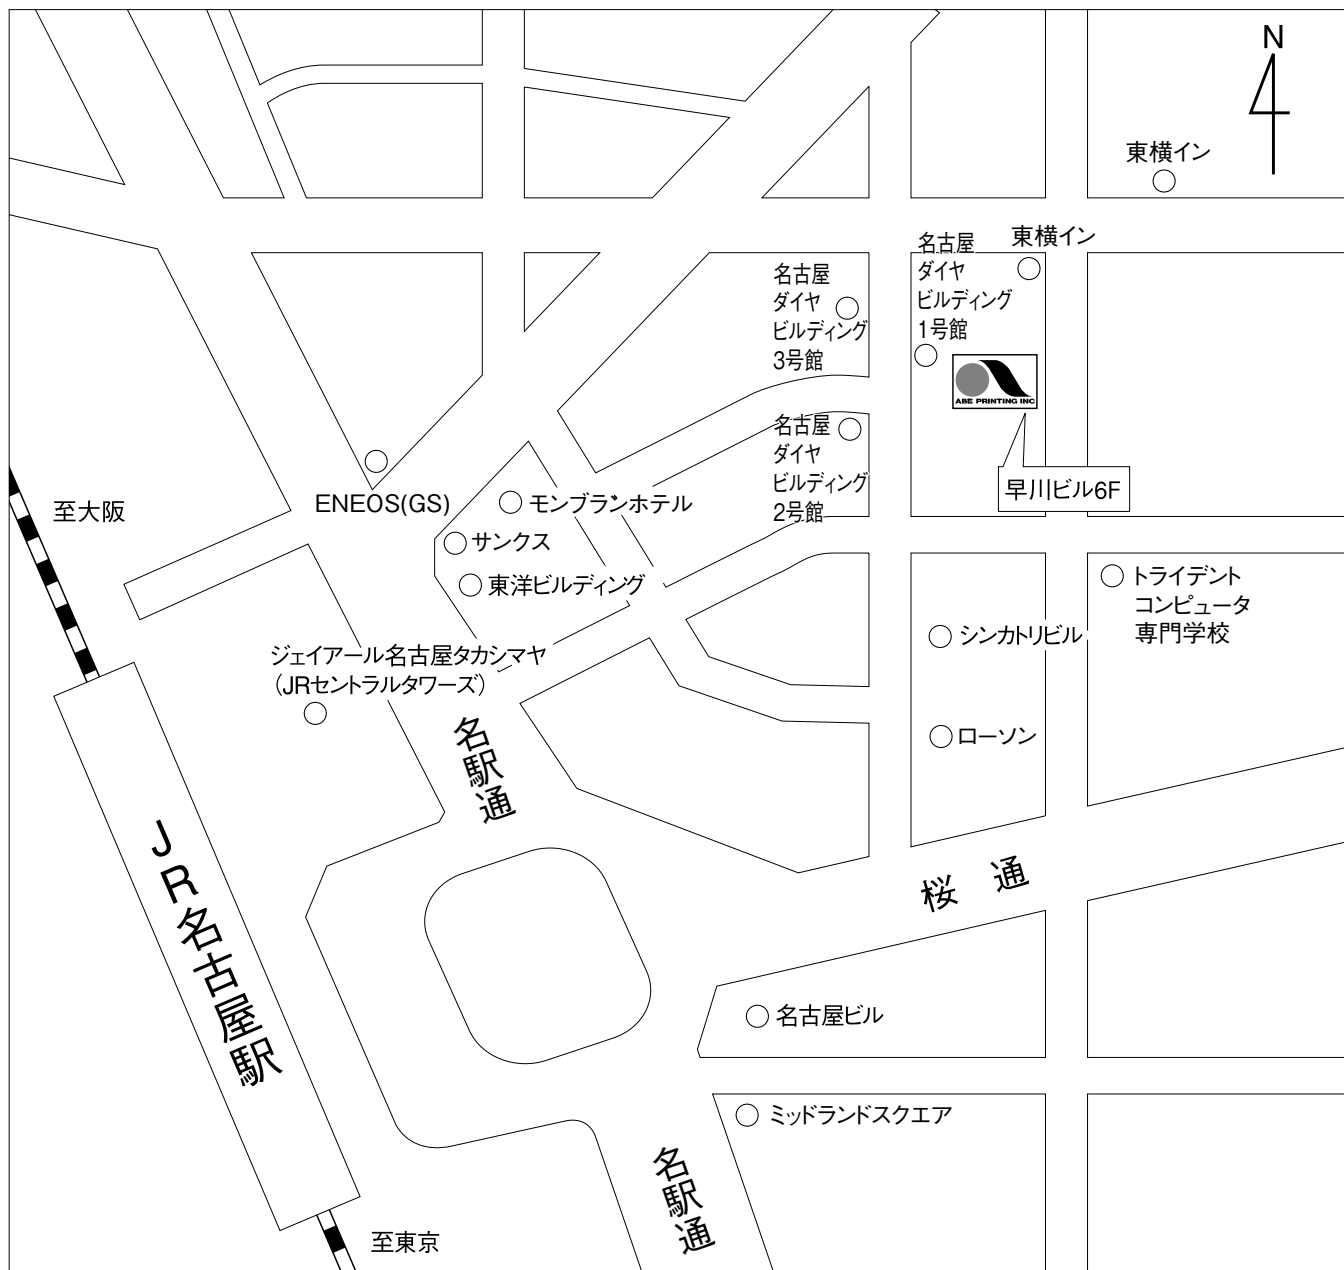 N
東横イン
東横イン
名古屋
ダイヤ
ビルディング
1号館
名古屋
ダイヤ
ビルディング
3号館
ABE PRINTING INC
名古屋
ダイヤ
ビルディング
2号館
早川ビル6F
ENEOS(GS)
モンブランホテル
サンクス
東洋ビルディング
至大阪
トライデント
コンピュータ
専門学校
シンカトリビル
ジェイアール名古屋タカシマヤ
(JRセントラルタワーズ)
ローソン
名駅通
JR名古屋駅
桜通
名古屋ビル
ミッドランドスクエア
名駅通
至東京